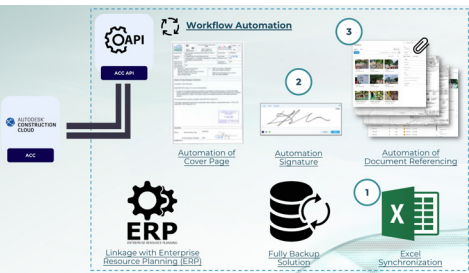 API
ACC API
Workflow Automation
3
2
AUTODESK
CONSTRUCTION
CLOUD
ACC
Automation of
Cover Page
Automation
Signature
Automation of
Document Referencing
1
ERP
ENTERPRISE RESOURCE PLANNING
Linkage with Enterprise
Resource Planning (ERP)
Fully Backup
Solution
X
Excel
Synchronization